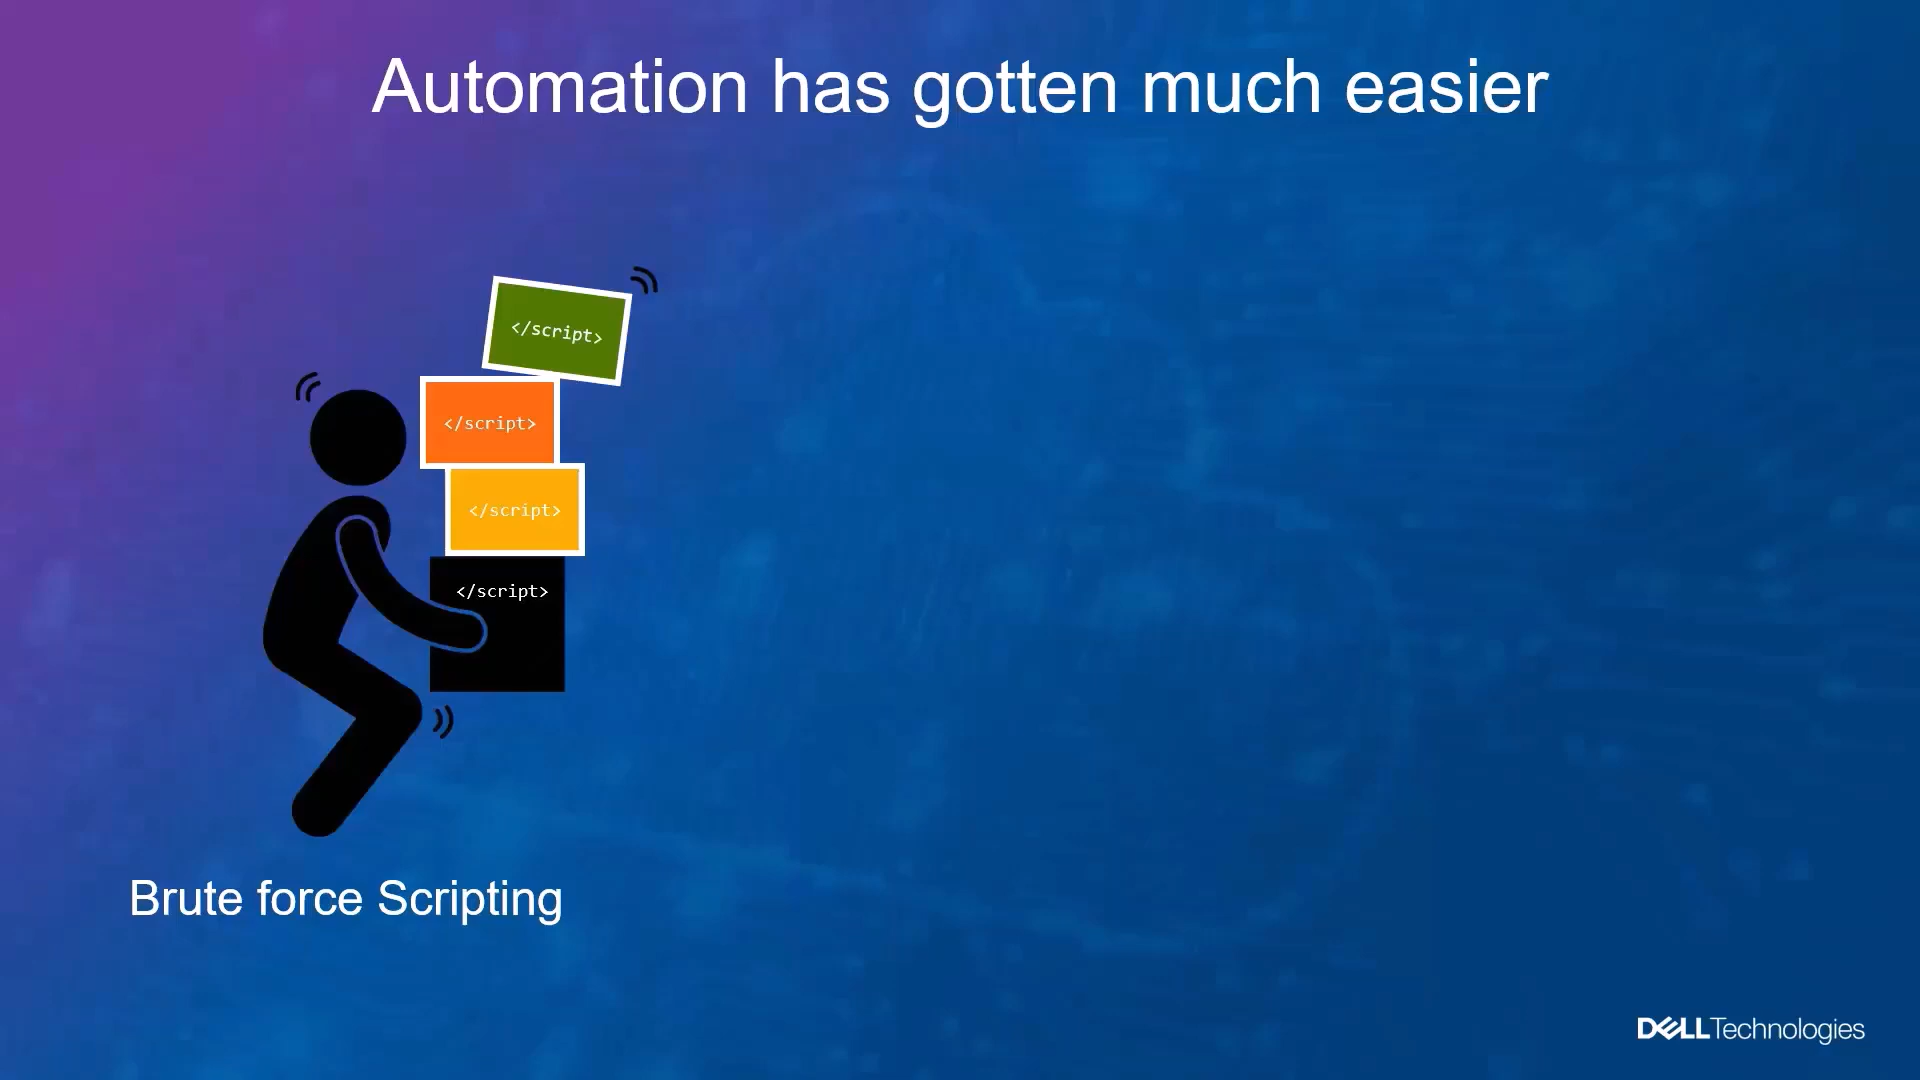 Automation has gotten much easier
</script>
</script>
</script>
</script>
Brute force Scripting
DELLTechnologies